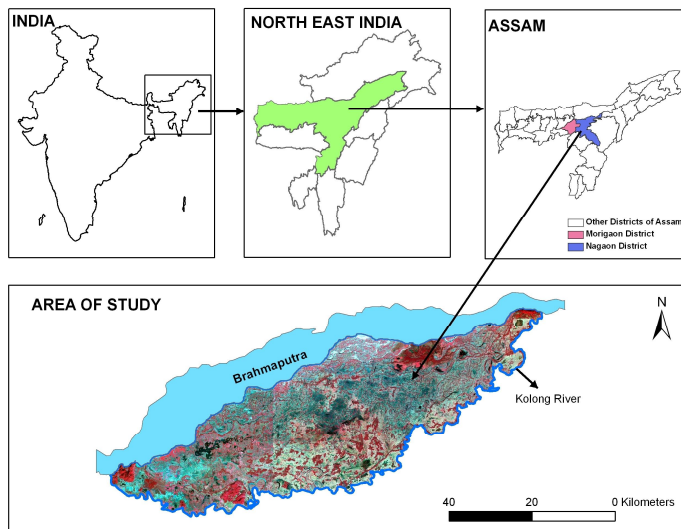 INDIA
NORTH EAST INDIA
ASSAM
Other Districts of Assam
Morigaon District
Nagaon District
AREA OF STUDY
N
Brahmaputra
Kolong River
40 20 0 Kilometers